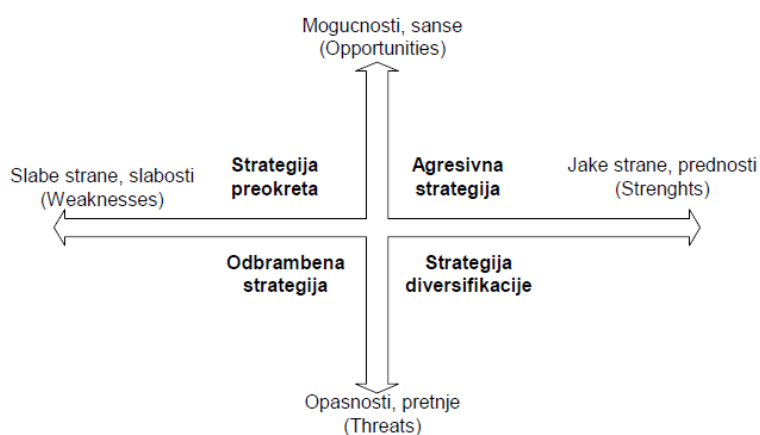 Mogucnosti, sanse
(Opportunities)
Slabe strane, slabosti
(Weaknesses)
Strategija
preokreta
Agresivna
strategija
Jake strane, prednosti
(Strenghts)
Odbrambena
strategija
Strategija
diversifikacije
Opasnosti, pretnje
(Threats)